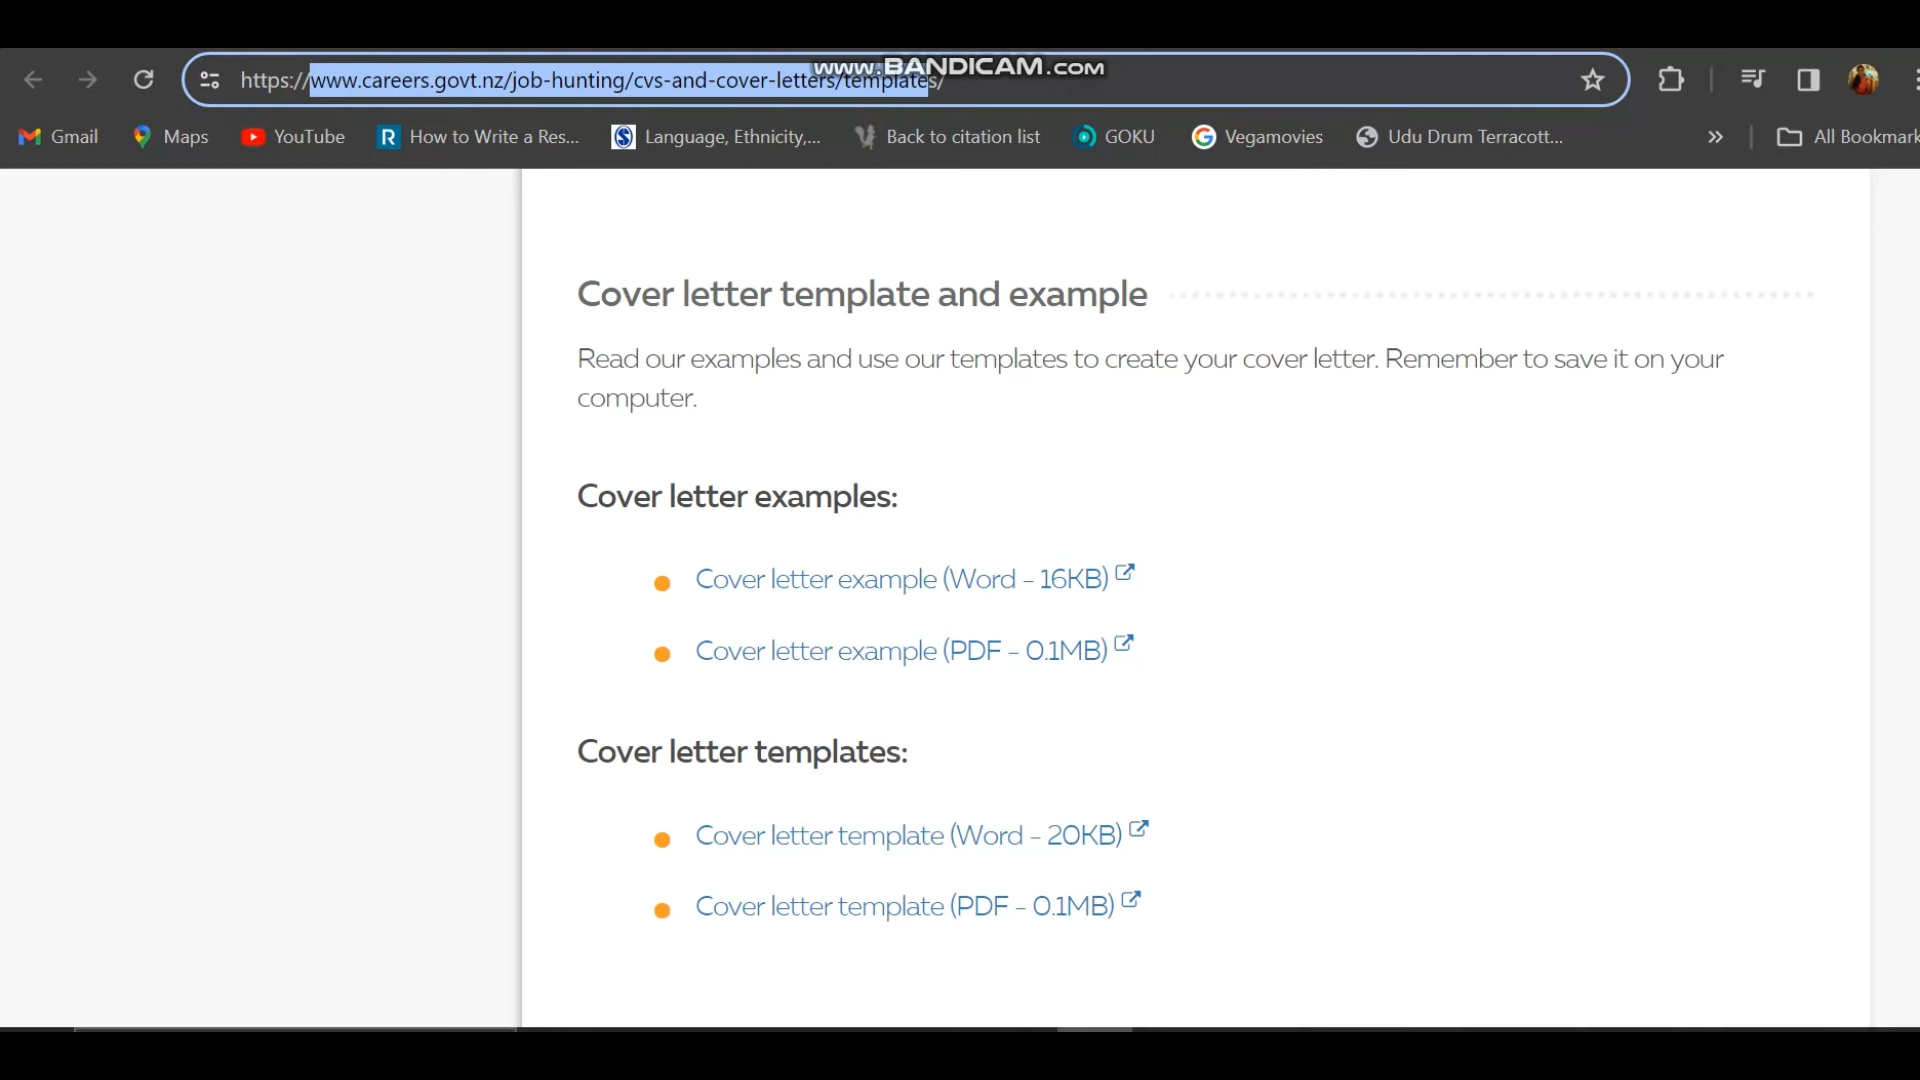 www.BANDICAM.com
https://www.careers.govt.nz/job-hunting/cvs-and-cover-letters/templates/
Gmail Maps YouTube How to Write a Res... Language, Ethnicity,... Back to citation list GOKU Vegamovies Udu Drum Terracott... » All Bookmark
Cover letter template and example
Read our examples and use our templates to create your cover letter. Remember to save it on your
computer.
Cover letter examples:
Cover letter example (Word - 16KB)
Cover letter example (PDF - 0.1MB)
Cover letter templates:
Cover letter template (Word - 20KB)
Cover letter template (PDF - 0.1MB)